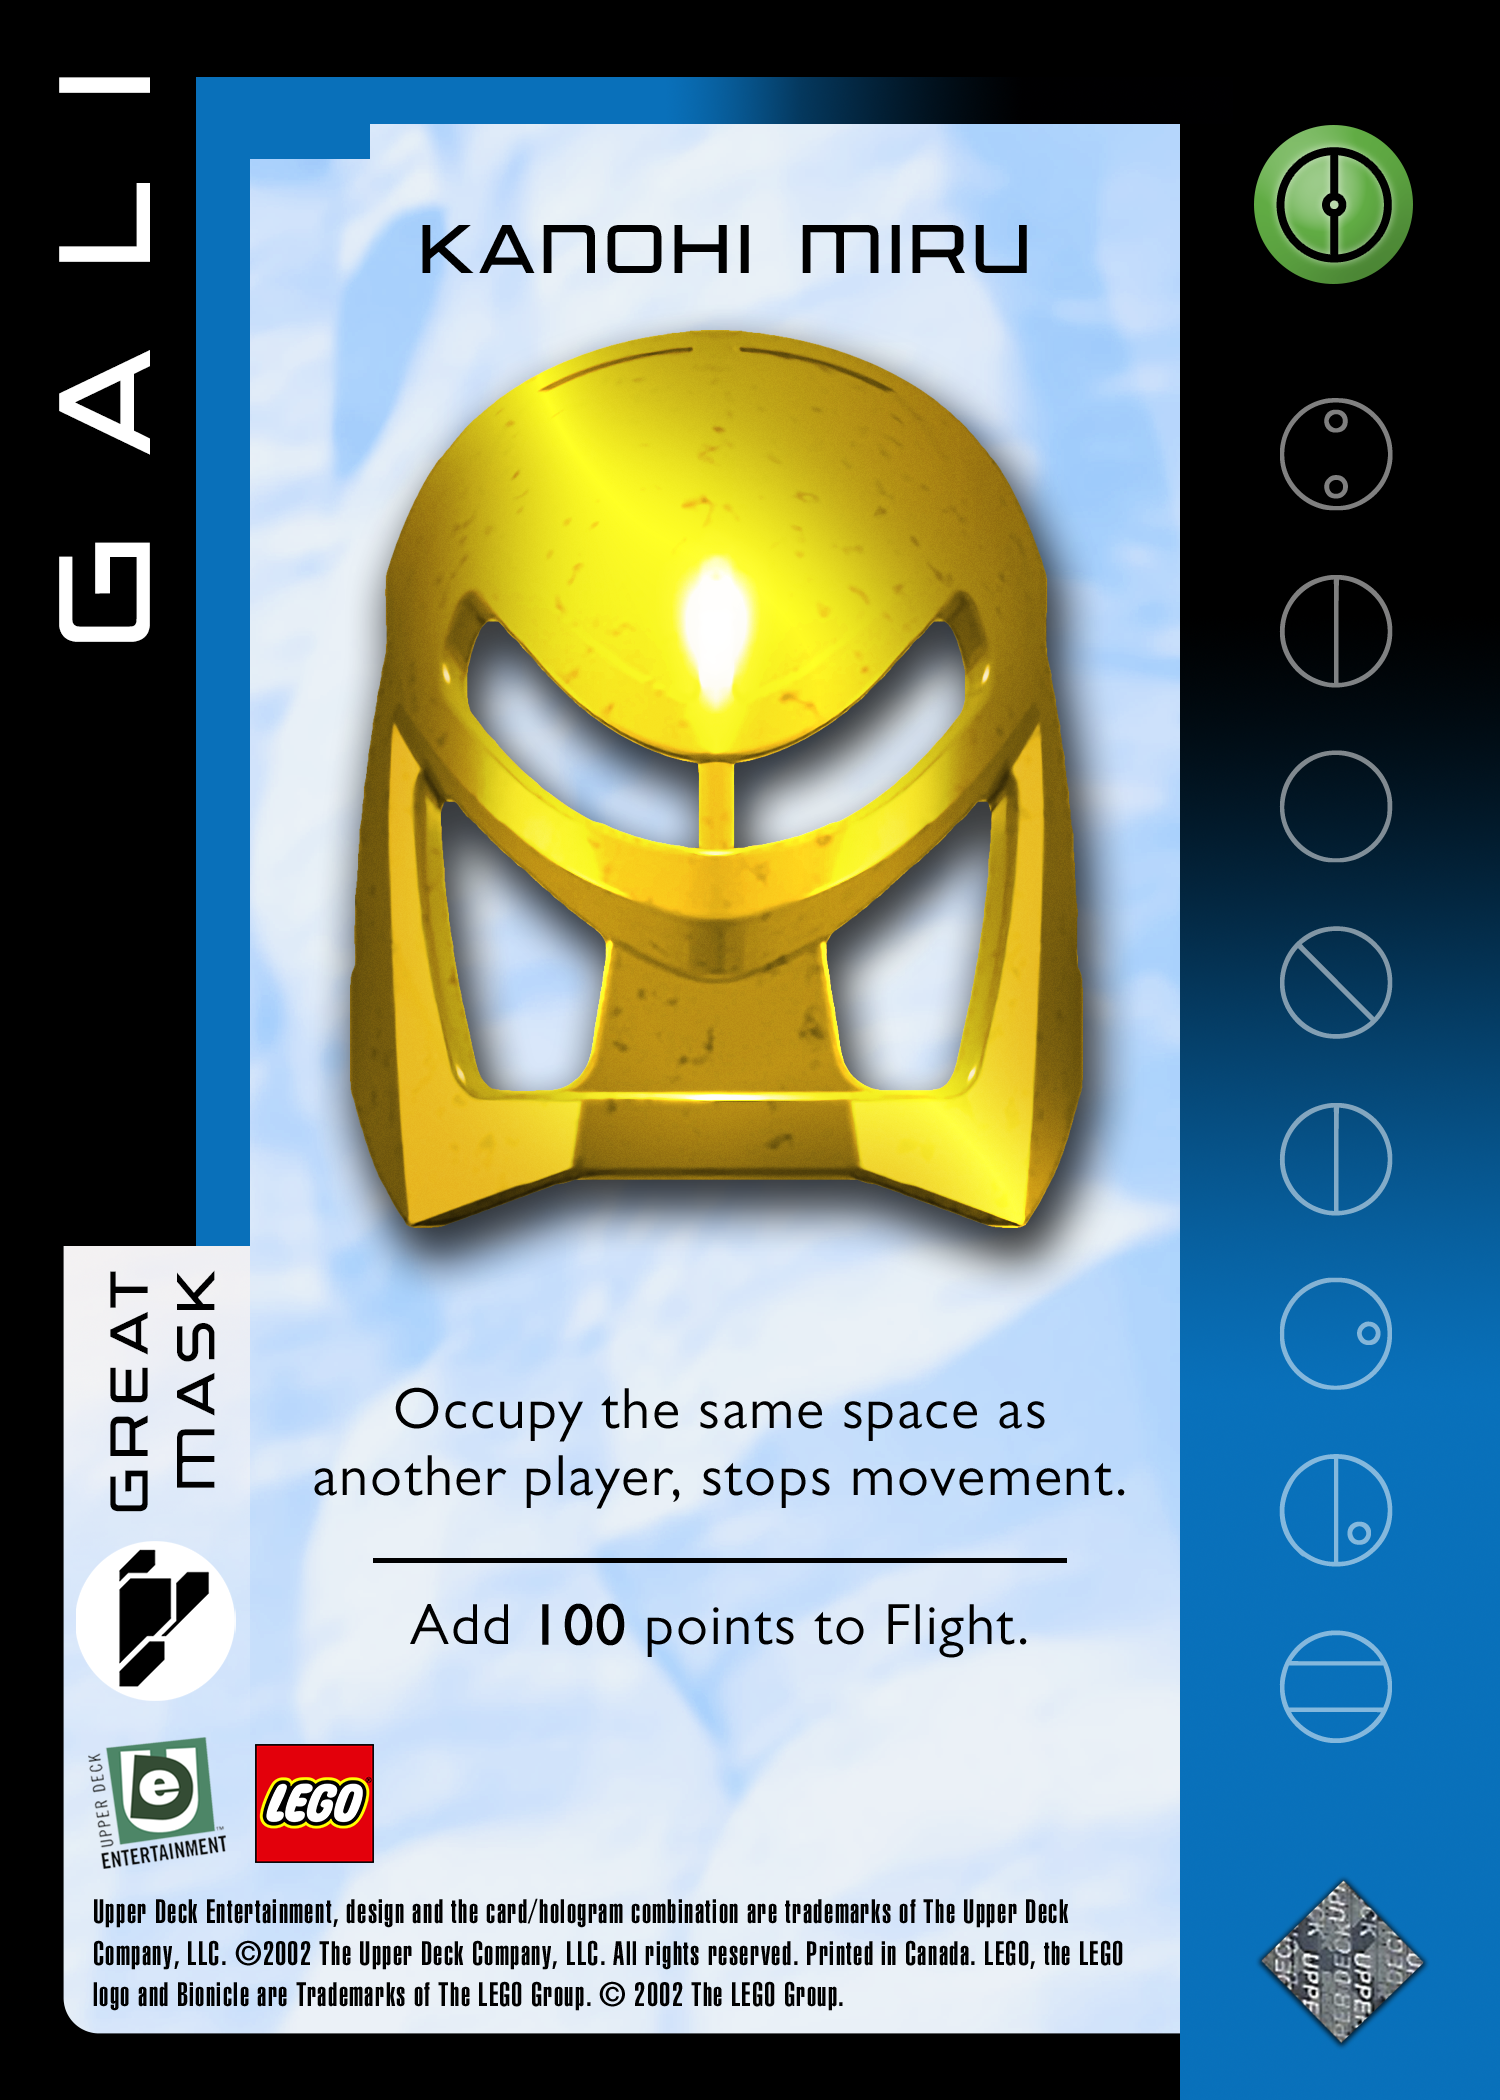 GALI
KANOHI MIRU
GREAT
MASK
Occupy the same space as
another player, stops movement.
Add 100 points to Flight.
UPPER DECK
e
ENTERTAINMENT™
LEGO
Upper Deck Entertainment, design and the card/hologram combination are trademarks of The Upper Deck
Company, LLC. ©2002 The Upper Deck Company, LLC. All rights reserved. Printed in Canada. LEGO, the LEGO
logo and Bionicle are Trademarks of The LEGO Group. © 2002 The LEGO Group.